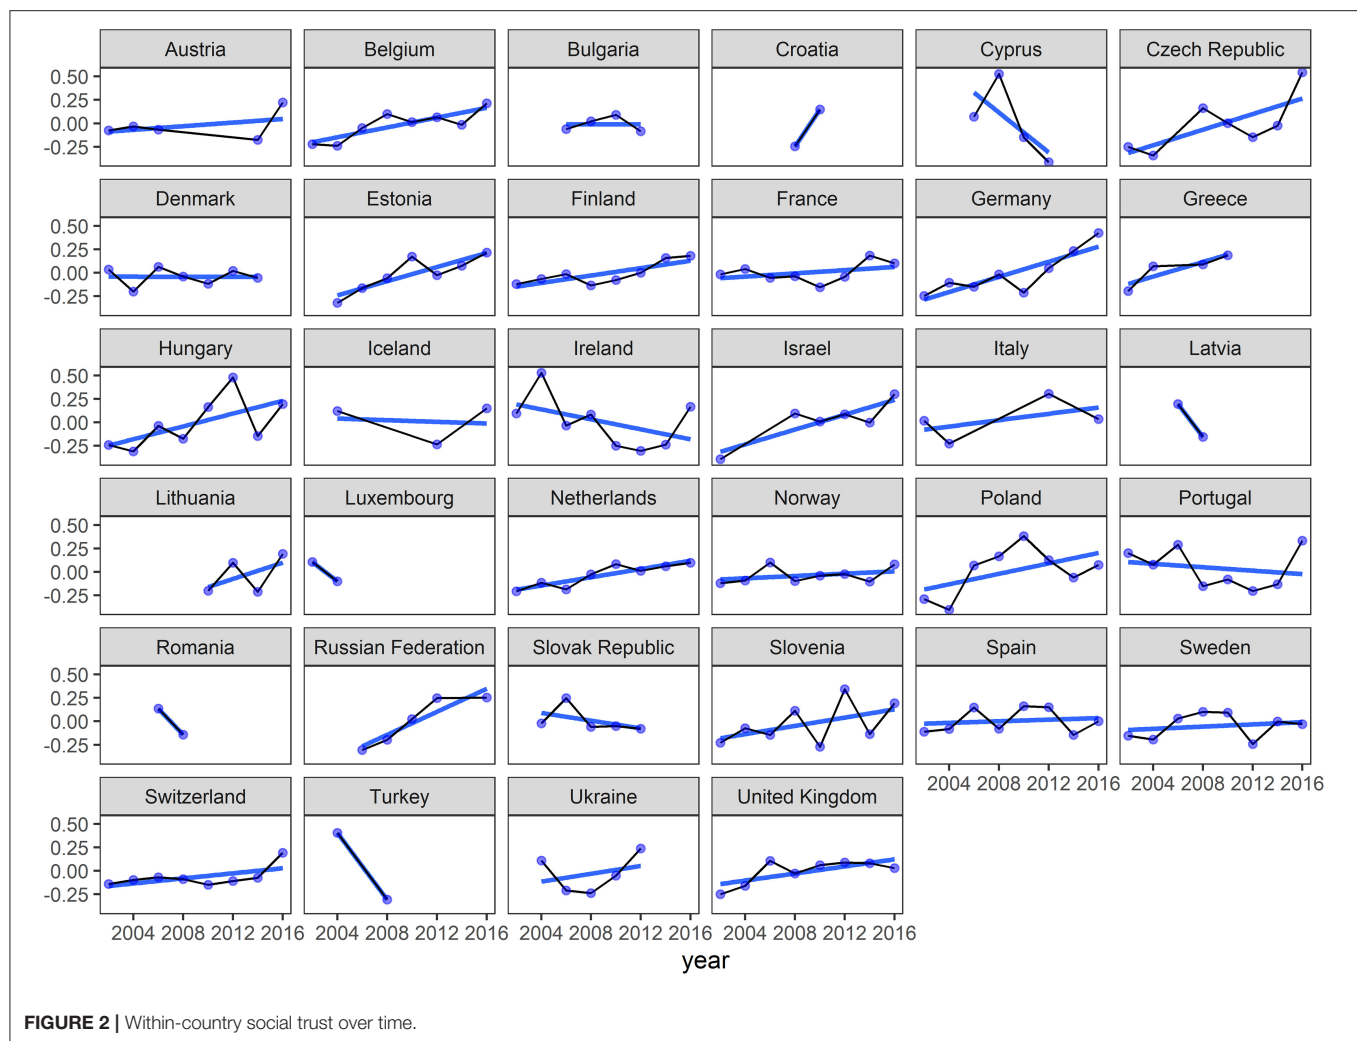 Austria Belgium Bulgaria Croatia Cyprus Czech Republic
0.50
0.25
0.00
-0.25
Denmark Estonia Finland France Germany Greece
0.50
0.25
0.00
-0.25
Hungary Iceland Ireland Israel Italy Latvia
0.50
0.25
0.00
-0.25
Lithuania Luxembourg Netherlands Norway Poland Portugal
0.50
0.25
0.00
-0.25
Romania Russian Federation Slovak Republic Slovenia Spain Sweden
0.50
0.25
0.00
-0.25
2004 2008 2012 2016 2004 2008 2012 2016
Switzerland Turkey Ukraine United Kingdom
0.50
0.25
0.00
-0.25
2004 2008 2012 2016 2004 2008 2012 2016 2004 2008 2012 2016 2004 2008 2012 2016
year
FIGURE 2 | Within-country social trust over time.